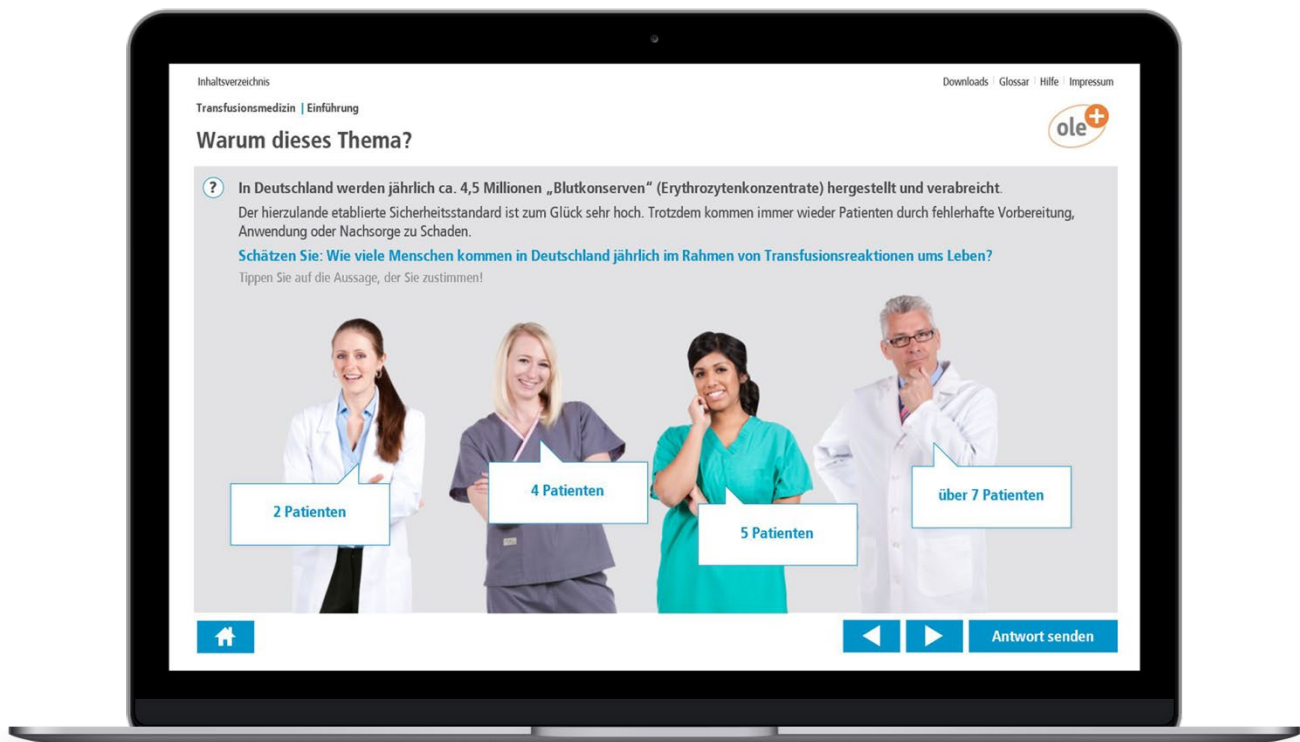 Inhaltsverzeichnis
Downloads | Glossar | Hilfe | Impressum
Transfusionsmedizin | Einführung
Warum dieses Thema?
ole+
? In Deutschland werden jährlich ca. 4,5 Millionen „Blutkonserven“ (Erythrozytenkonzentrate) hergestellt und verabreicht.
Der hierzulande etablierte Sicherheitsstandard ist zum Glück sehr hoch. Trotzdem kommen immer wieder Patienten durch fehlerhafte Vorbereitung,
Anwendung oder Nachsorge zu Schaden.
Schätzen Sie: Wie viele Menschen kommen in Deutschland jährlich im Rahmen von Transfusionsreaktionen ums Leben?
Tippen Sie auf die Aussage, der Sie zustimmen!
2 Patienten
4 Patienten
5 Patienten
über 7 Patienten
Antwort senden